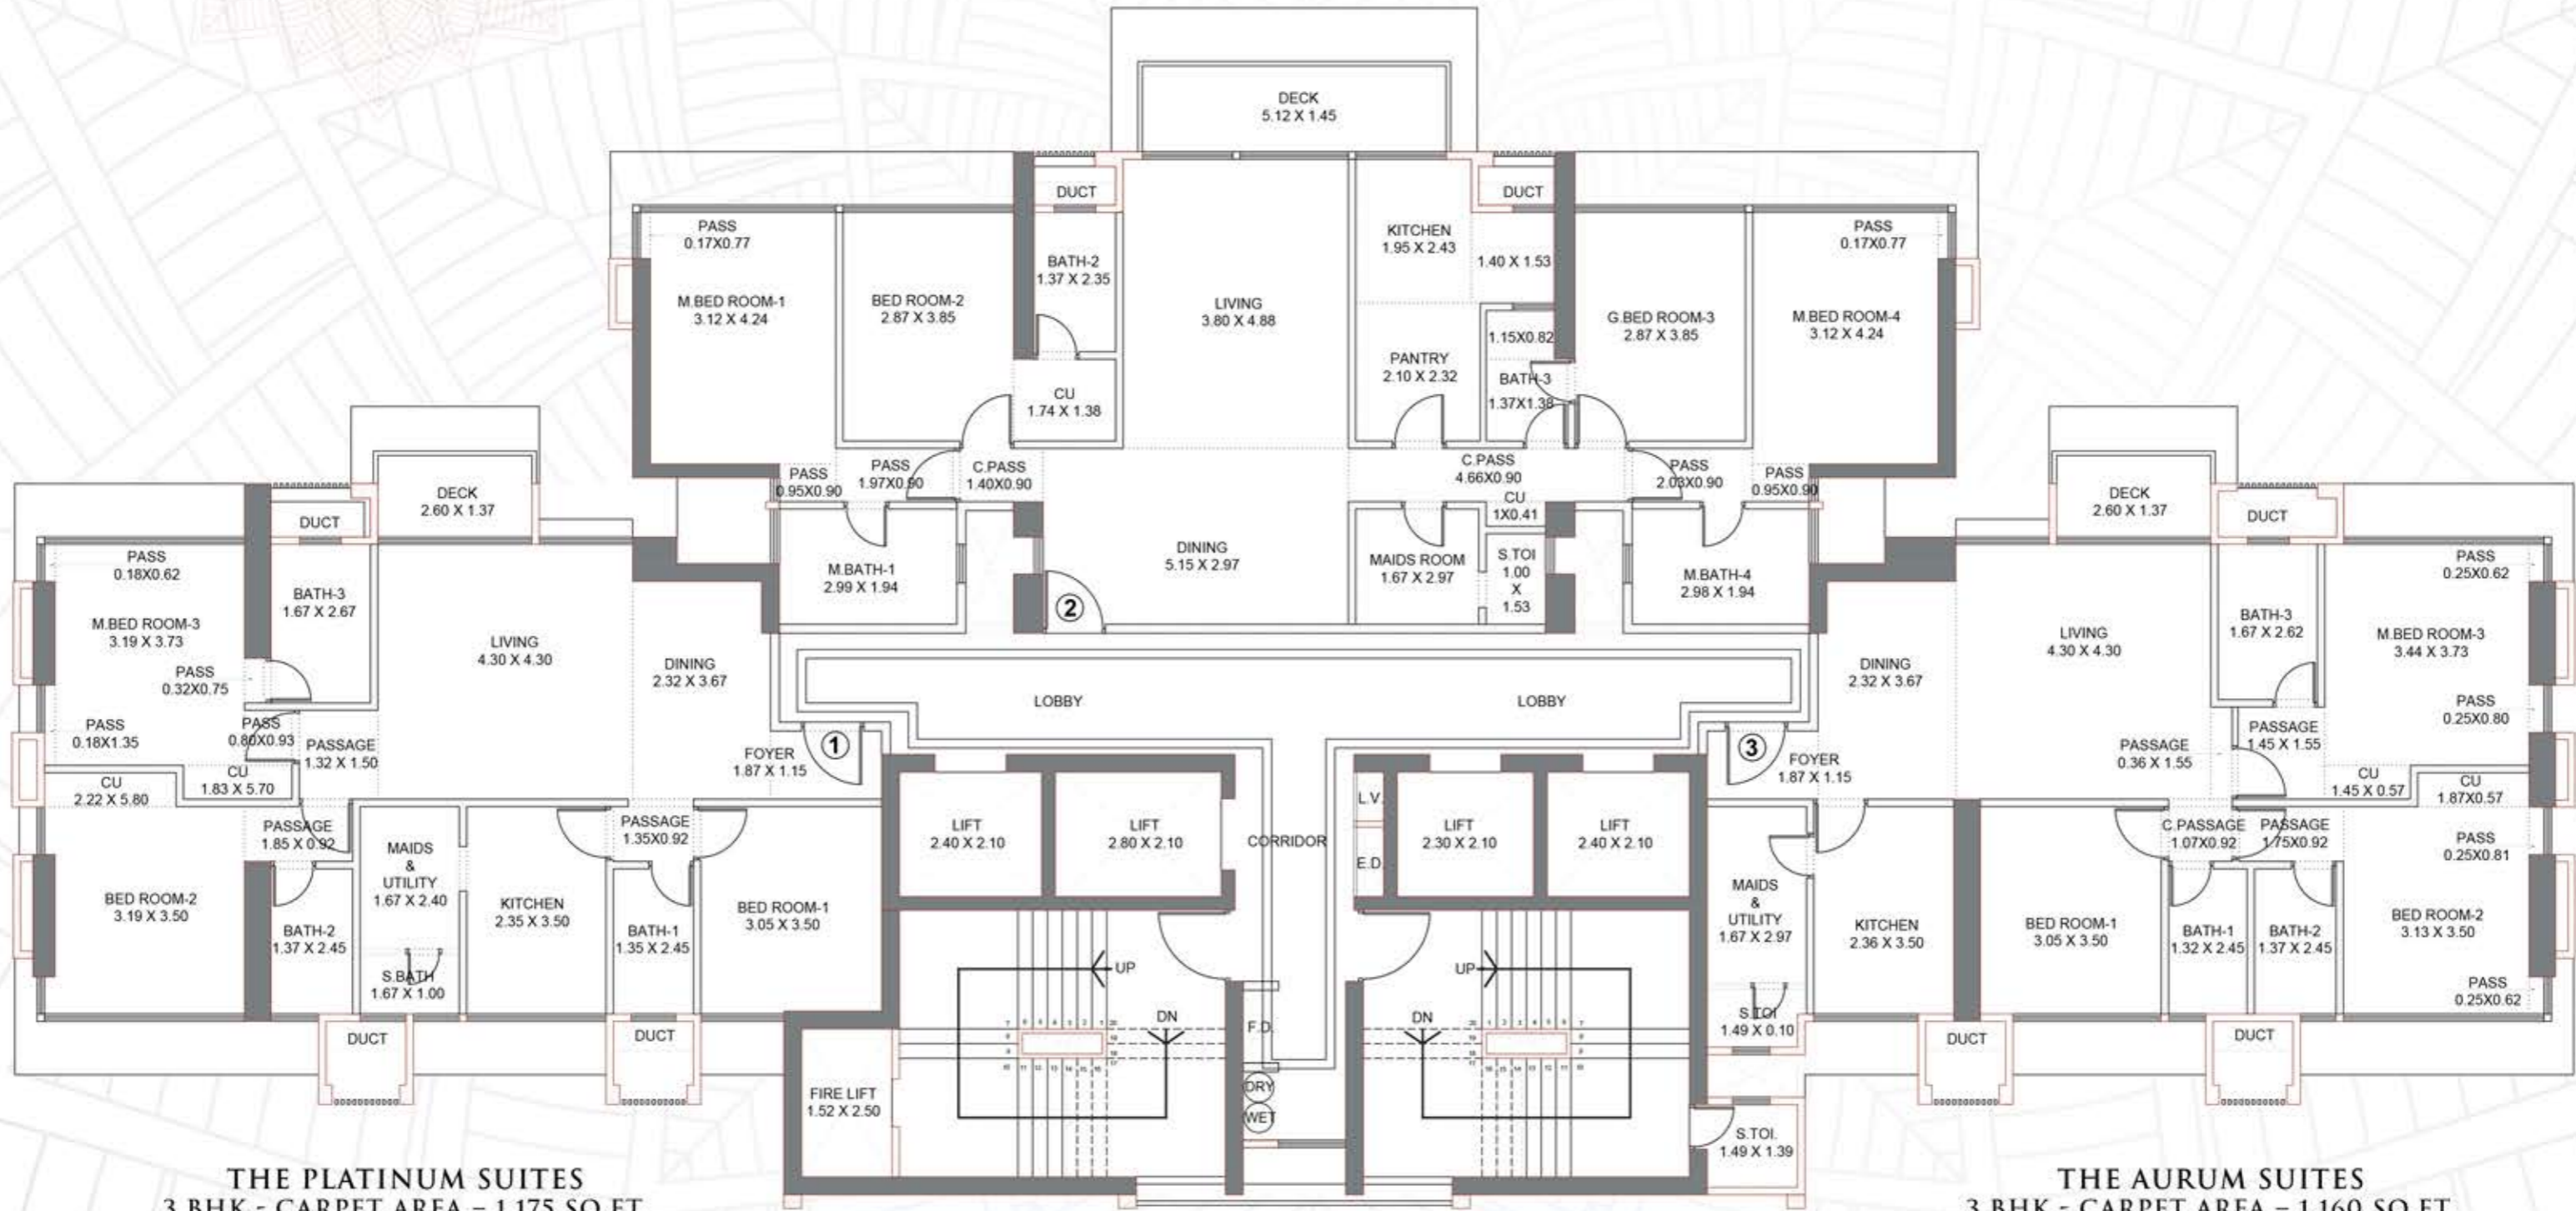 DECK
5.12 X 1.45
DUCT
DUCT
PASS
0.17X0.77
M.BED ROOM-1
3.12 X 4.24
BED ROOM-2
2.87 X 3.85
BATH-2
1.37 X 2.35
CU
1.74 X 1.38
LIVING
3.80 X 4.88
KITCHEN
1.95 X 2.43
1.40 X 1.53
1.15X0.82
PANTRY
2.10 X 2.32
BATH-3
1.37X1.38
G.BED ROOM-3
2.87 X 3.85
PASS
0.17X0.77
M.BED ROOM-4
3.12 X 4.24
PASS
0.95X0.90
PASS
1.97X0.90
C.PASS
1.40X0.90
C.PASS
4.66X0.90
CU
1X0.41
PASS
2.03X0.90
PASS
0.95X0.90
M.BATH-1
2.99 X 1.94
DINING
5.15 X 2.97
MAIDS ROOM
1.67 X 2.97
S.TOI
1.00
X
1.53
M.BATH-4
2.98 X 1.94
2
DECK
2.60 X 1.37
DUCT
PASS
0.18X0.62
BATH-3
1.67 X 2.67
M.BED ROOM-3
3.19 X 3.73
PASS
0.32X0.75
LIVING
4.30 X 4.30
DINING
2.32 X 3.67
PASS
0.18X1.35
PASS
0.80X0.93
PASSAGE
1.32 X 1.50
CU
2.22 X 5.80
CU
1.83 X 5.70
FOYER
1.87 X 1.15
1
PASSAGE
1.85 X 0.92
MAIDS
&
UTILITY
1.67 X 2.40
PASSAGE
1.35X0.92
BED ROOM-2
3.19 X 3.50
BATH-2
1.37 X 2.45
S.BATH
1.67 X 1.00
KITCHEN
2.35 X 3.50
BATH-1
1.35 X 2.45
BED ROOM-1
3.05 X 3.50
DUCT
DUCT
LOBBY
LOBBY
LIFT
2.40 X 2.10
LIFT
2.80 X 2.10
CORRIDOR
L.V.
E.D.
LIFT
2.30 X 2.10
LIFT
2.40 X 2.10
UP
DN
UP
DN
F.D.
DRY
WET
FIRE LIFT
1.52 X 2.50
S.TOI.
1.49 X 1.39
DECK
2.60 X 1.37
DUCT
PASS
0.25X0.62
BATH-3
1.67 X 2.62
M.BED ROOM-3
3.44 X 3.73
LIVING
4.30 X 4.30
DINING
2.32 X 3.67
PASS
0.25X0.80
PASSAGE
1.45 X 1.55
PASSAGE
0.36 X 1.55
3
FOYER
1.87 X 1.15
CU
1.45 X 0.57
CU
1.87X0.57
C.PASSAGE
1.07X0.92
PASSAGE
1.75X0.92
PASS
0.25X0.81
MAIDS
&
UTILITY
1.67 X 2.97
KITCHEN
2.36 X 3.50
BED ROOM-1
3.05 X 3.50
BATH-1
1.32 X 2.45
BATH-2
1.37 X 2.45
BED ROOM-2
3.13 X 3.50
PASS
0.25X0.62
S.TOI
1.49 X 0.10
DUCT
DUCT
THE PLATINUM SUITES
3 BHK - CARPET AREA = 1,175 SQ.FT.
THE AURUM SUITES
3 BHK - CARPET AREA = 1,160 SQ.FT.